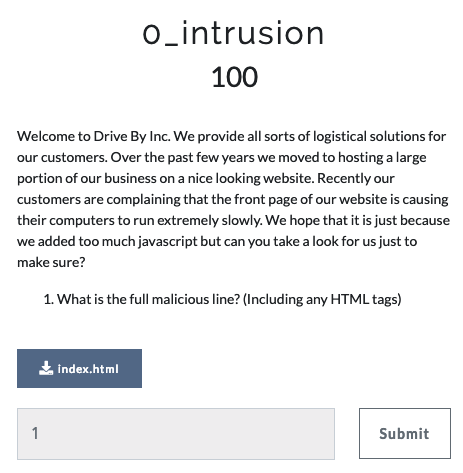 0_intrusion
100
Welcome to Drive By Inc. We provide all sorts of logistical solutions for
our customers. Over the past few years we moved to hosting a large
portion of our business on a nice looking website. Recently our
customers are complaining that the front page of our website is causing
their computers to run extremely slowly. We hope that it is just because
we added too much javascript but can you take a look for us just to
make sure?
1. What is the full malicious line? (Including any HTML tags)
index.html
1
Submit